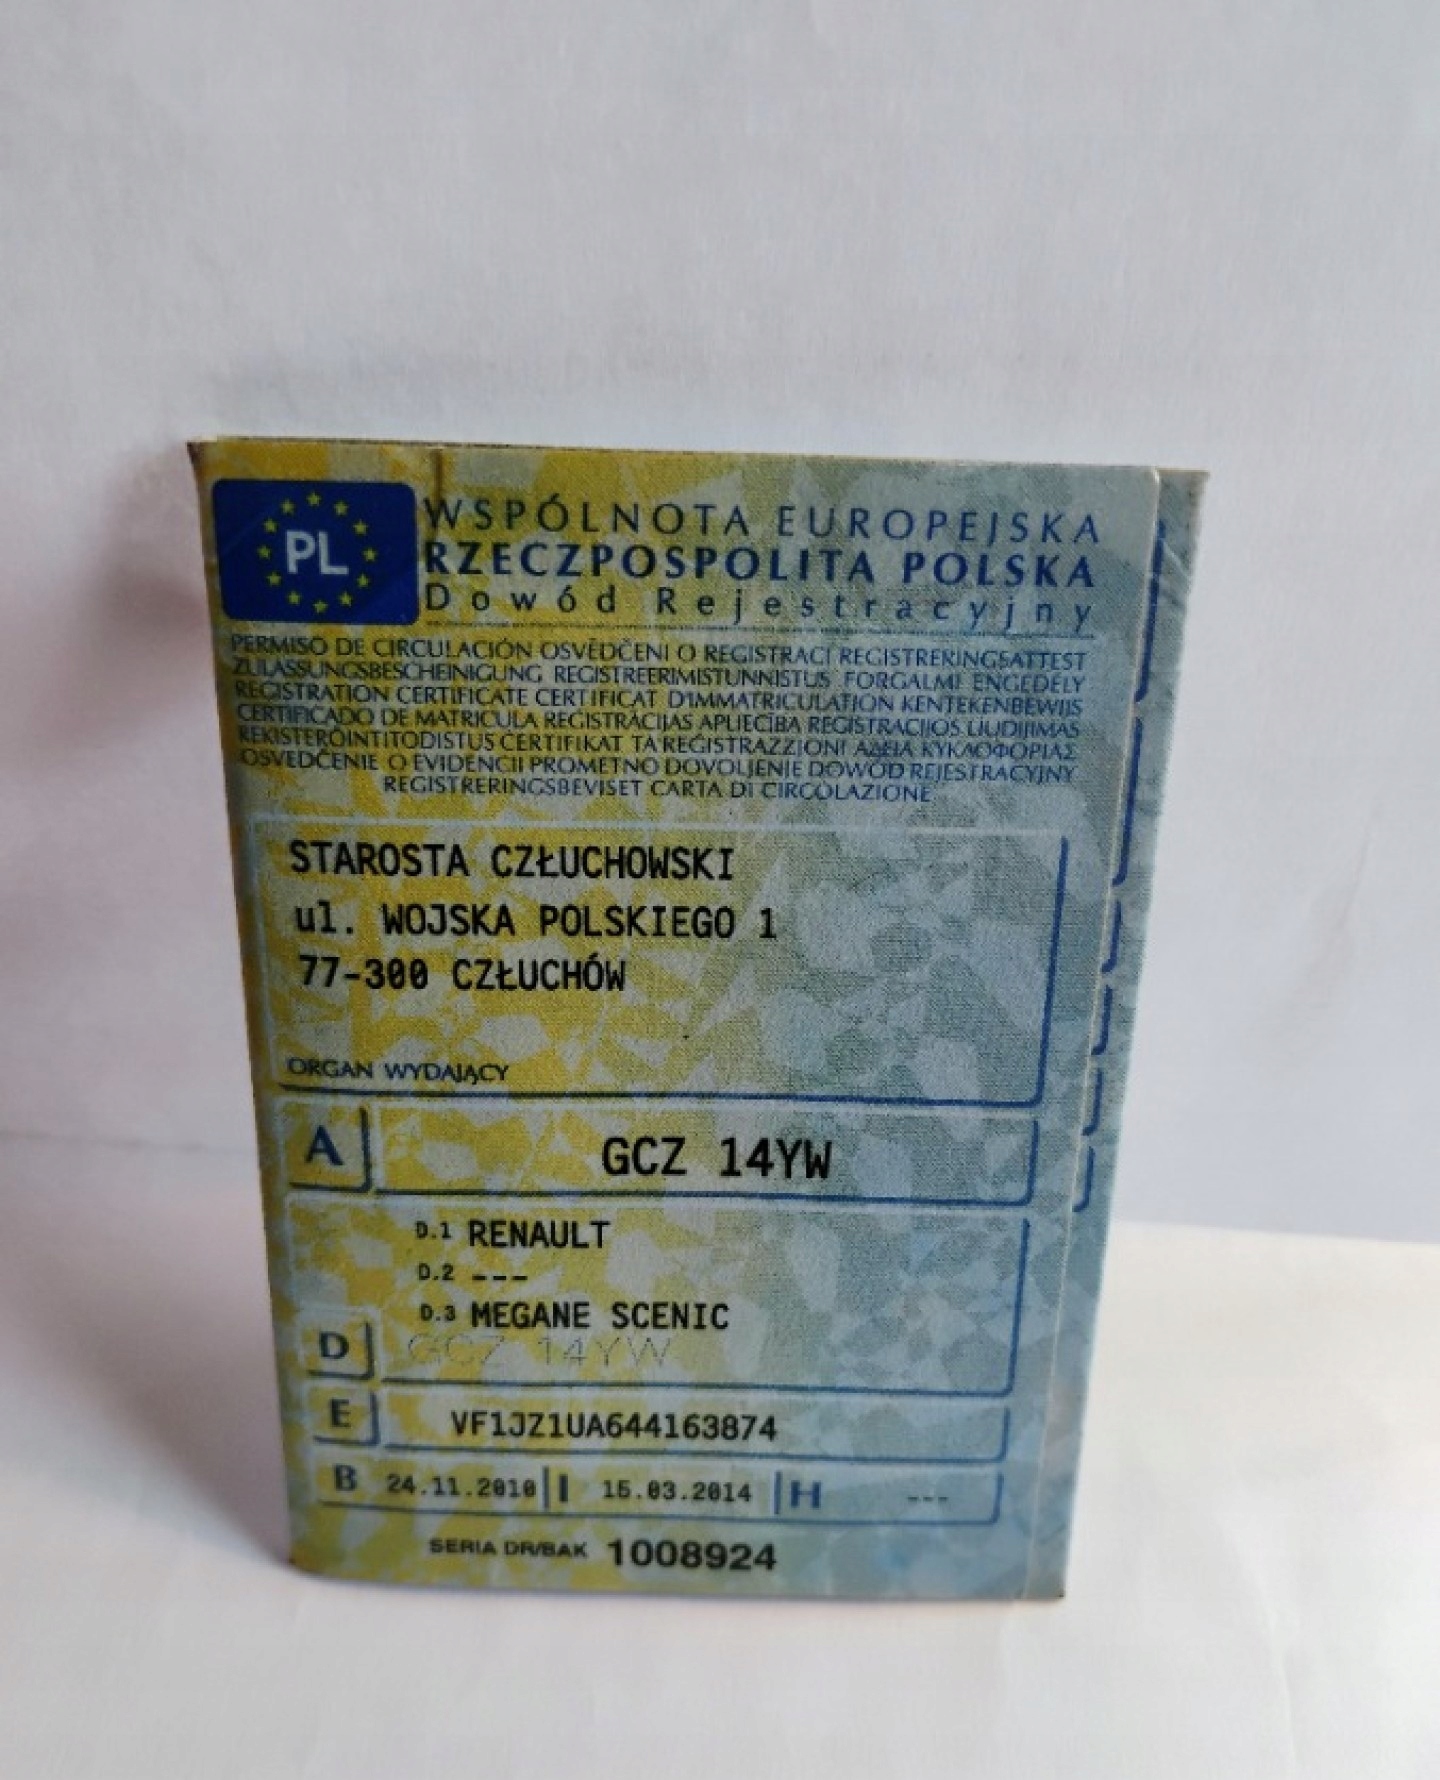 PL
WSPÓLNOTA EUROPEJSKA
RZECZPOSPOLITA POLSKA
Dowód Rejestracyjny
PERMISO DE CIRCULACIÓN OSVĚDČENI O REGISTRACI REGISTRERINGSATTEST
ZULASSUNGSBESCHEINIGUNG REGISTREERIMISTUNNISTUS FORGALMI ENGEDÉLY
REGISTRATION CERTIFICATE CERTIFICAT D'IMMATRICULATION KENTEKENBEWIJS
CERTIFICADO DE MATRICULA REGISTRĀCIJAS APLIECĪBA REGISTRACIJOS LIUDIJIMAS
REKISTERÖINTITODISTUS CERTIFIKAT TA'REĠISTRAZZJONI ΑΔΕΙΑ ΚΥΚΛΟΦΟΡΙΑΣ
OSVEDČENIE O EVIDENCII PROMETNO DOVOLJENJE DOWÓD REJESTRACYJNY
REGISTRERINGSBEVISET CARTA DI CIRCOLAZIONE
STAROSTA CZŁUCHOWSKI
ul. WOJSKA POLSKIEGO 1
77-300 CZŁUCHÓW
ORGAN WYDAJĄCY
A GCZ 14YW
D.1 RENAULT
D.2 ---
D.3 MEGANE SCENIC
D GCZ 14YW
E VF1JZ1UA644163874
B 24.11.2010 I 15.03.2014 H ---
SERIA DR/BAK 1008924